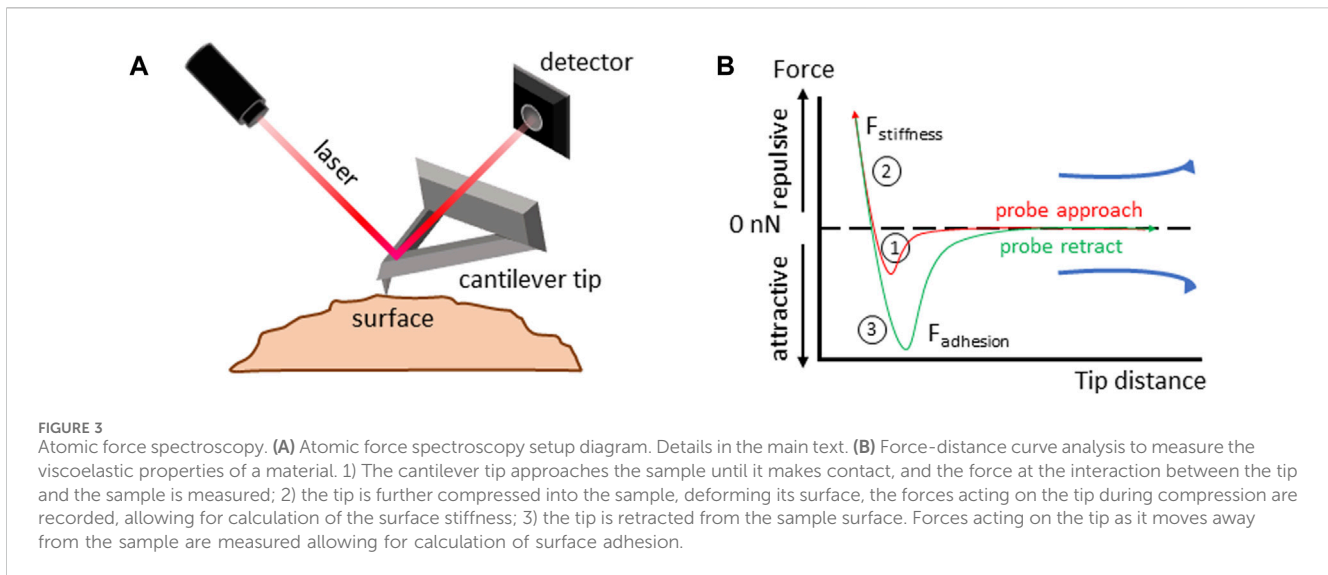 A
detector
laser
cantilever tip
surface
B
Force
repulsive
attractive
0 nN
Fstiffness
2
probe approach
1
probe retract
3
Fadhesion
Tip distance
FIGURE 3
Atomic force spectroscopy. (A) Atomic force spectroscopy setup diagram. Details in the main text. (B) Force-distance curve analysis to measure the
viscoelastic properties of a material. 1) The cantilever tip approaches the sample until it makes contact, and the force at the interaction between the tip
and the sample is measured; 2) the tip is further compressed into the sample, deforming its surface, the forces acting on the tip during compression are
recorded, allowing for calculation of the surface stiffness; 3) the tip is retracted from the sample surface. Forces acting on the tip as it moves away
from the sample are measured allowing for calculation of surface adhesion.